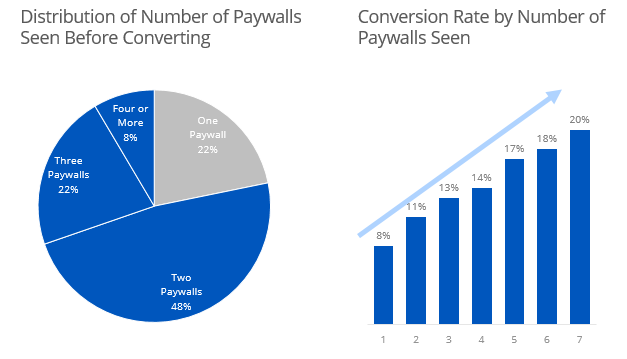 Distribution of Number of Paywalls
Seen Before Converting
One
Paywall
22%
Two
Paywalls
48%
Three
Paywalls
22%
Four or
More
8%
Conversion Rate by Number of
Paywalls Seen
8%
11%
13%
14%
17%
18%
20%
1 2 3 4 5 6 7